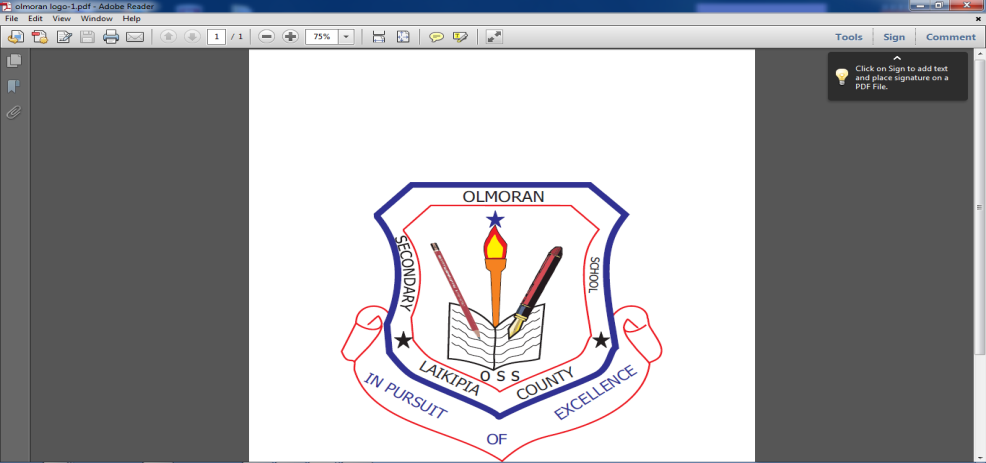 olmoran logo-1.pdf - Adobe Reader
File Edit View Window Help
1 / 1 75% Tools Sign Comment
Click on Sign to add text
and place signature on a
PDF File.
OLMORAN
SECONDARY
SCHOOL
O S S
LAIKIPIA COUNTY
IN PURSUIT OF EXCELLENCE